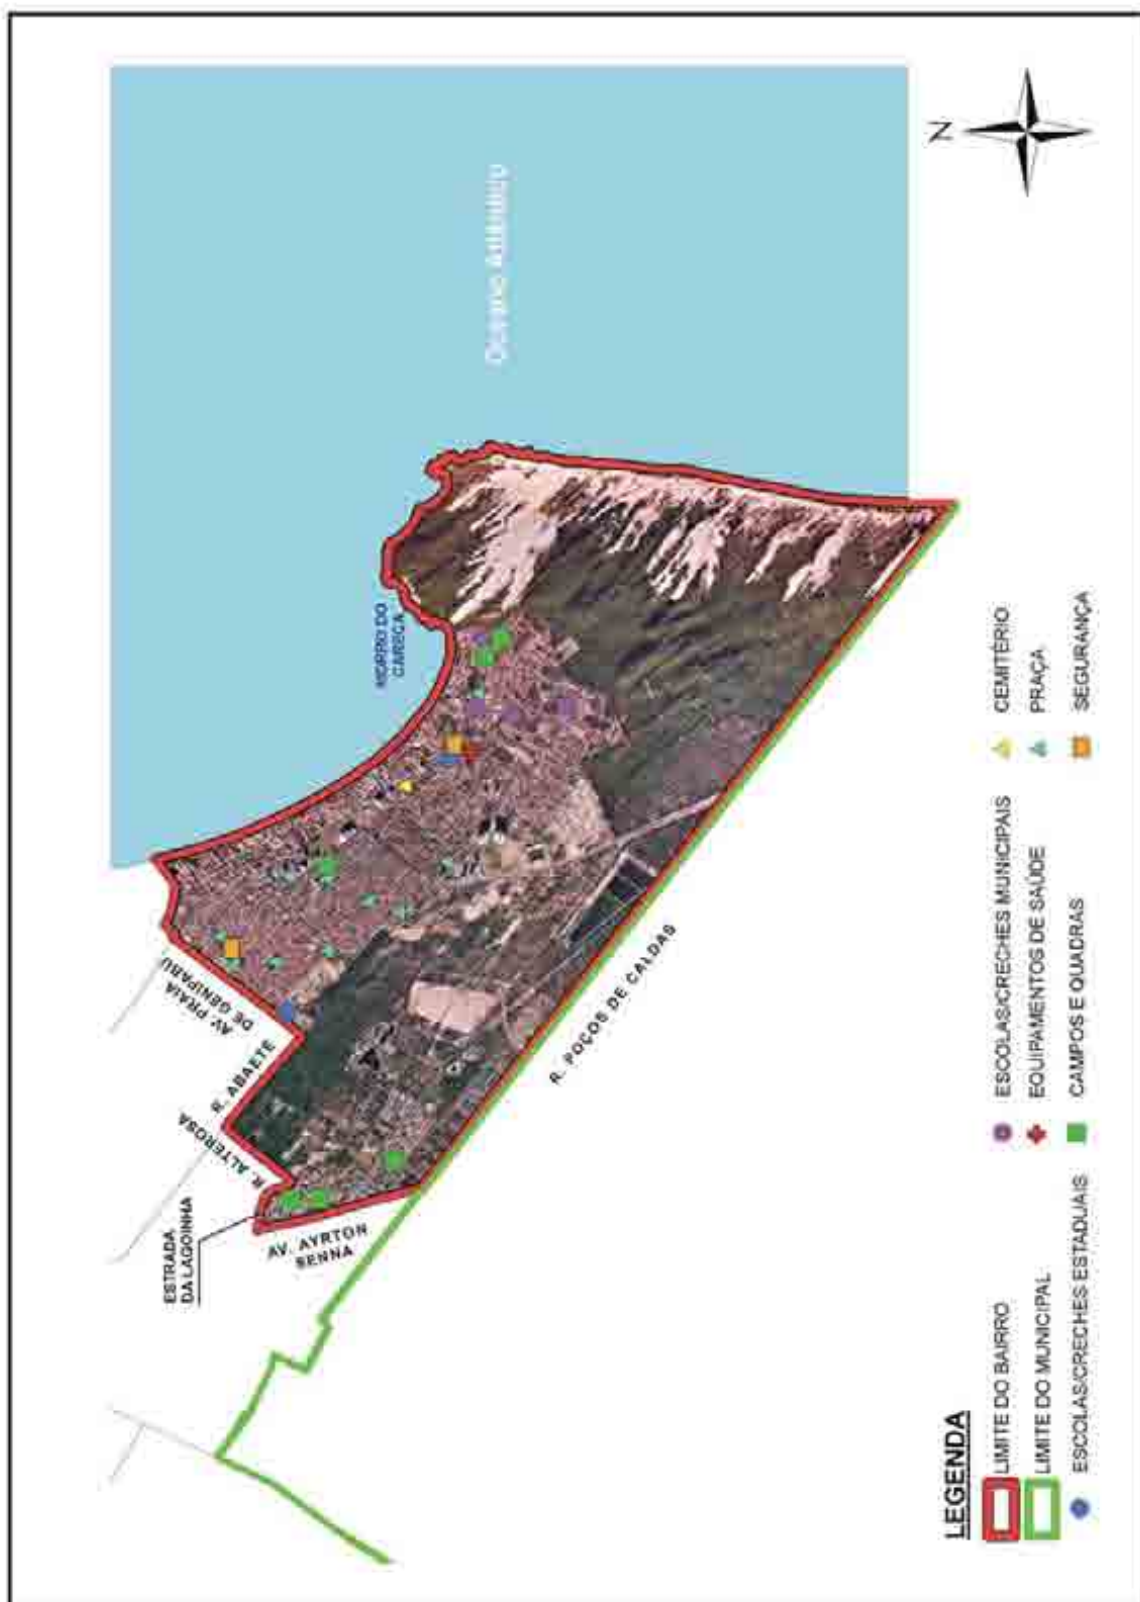 N
Oceano Atlântico
MORRO DO
CARECA
AV. PRAIA
DE GENIPABU
R. ABAETE
R. ALTEROSA
ESTRADA
DA LAGOINHA
AV. AYRTON
SENNA
R. POÇOS DE CALDAS
LEGENDA
LIMITE DO BAIRRO
LIMITE DO MUNICIPAL
ESCOLAS/CRECHES ESTADUAIS
ESCOLAS/CRECHES MUNICIPAIS
EQUIPAMENTOS DE SAÚDE
CAMPOS E QUADRAS
CEMITÉRIO
PRAÇA
SEGURANÇA